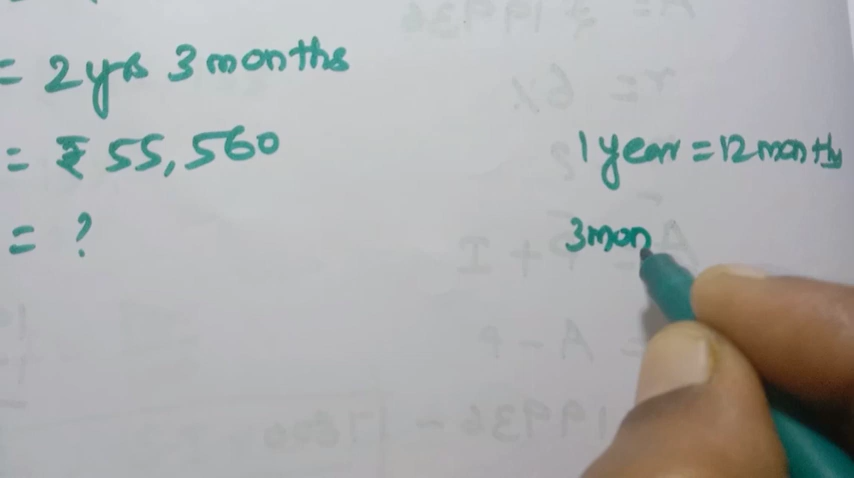 = 2 yrs 3 months
= ₹ 55,560
1 year = 12 months
= ?
3 mon